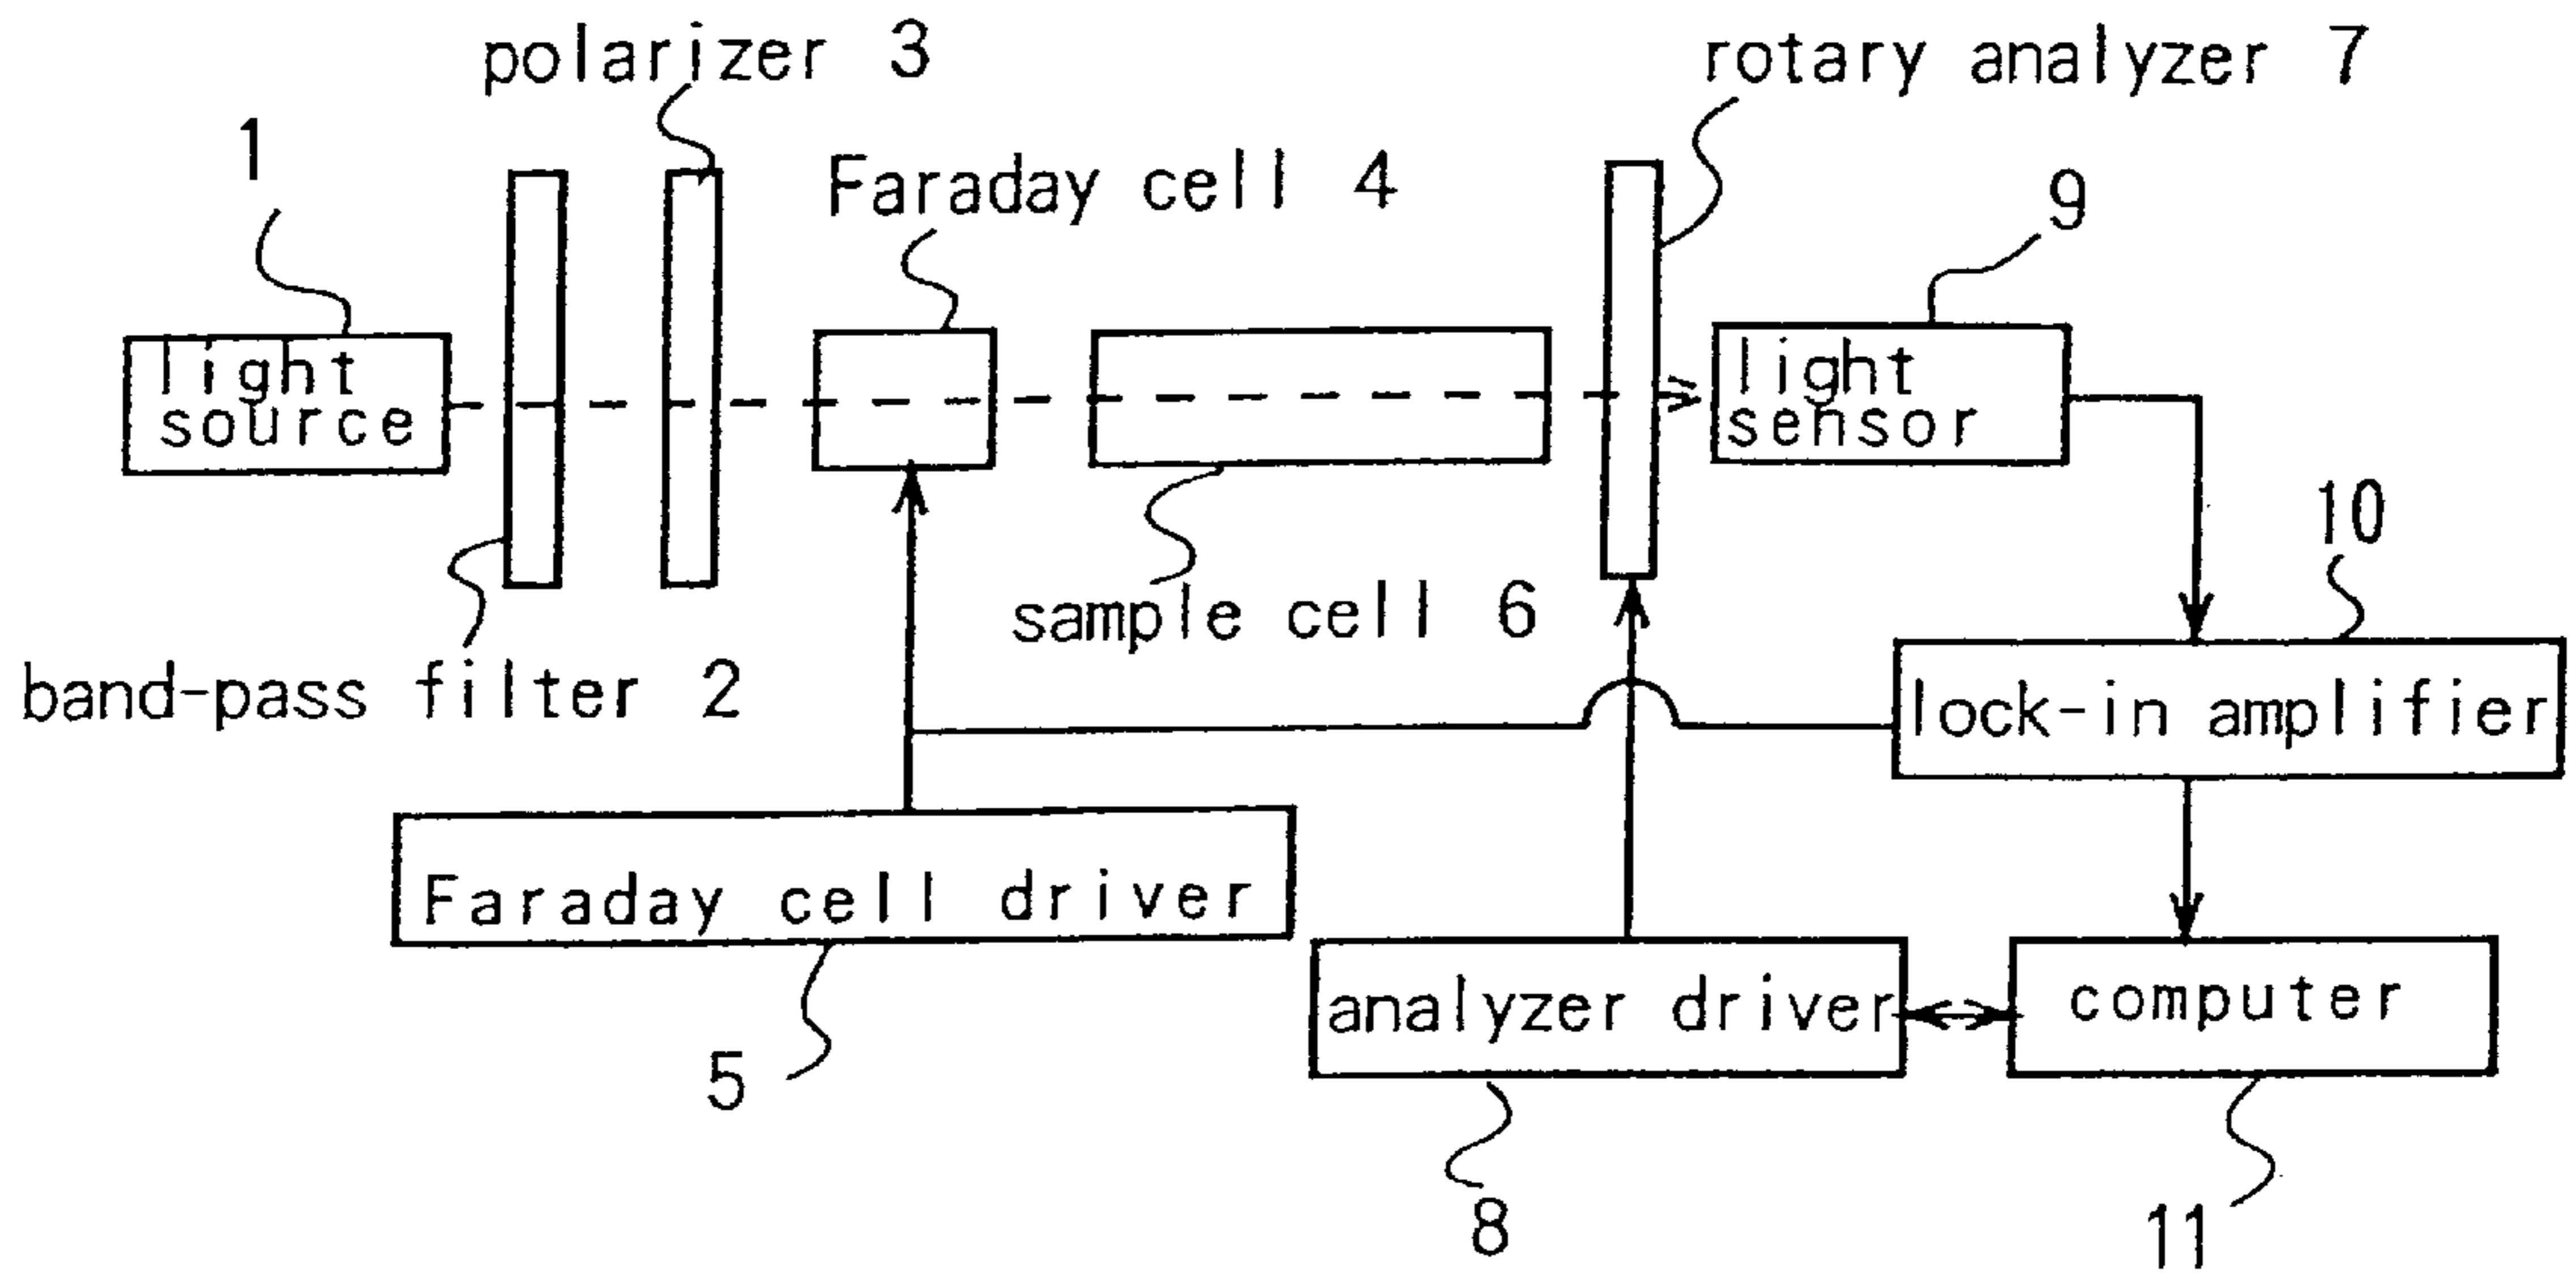 polarizer 3
rotary analyzer 7
1
Faraday cell 4
9
light
source
light
sensor
10
sample cell 6
band-pass filter 2
lock-in amplifier
Faraday cell driver
analyzer driver
computer
5
8
11